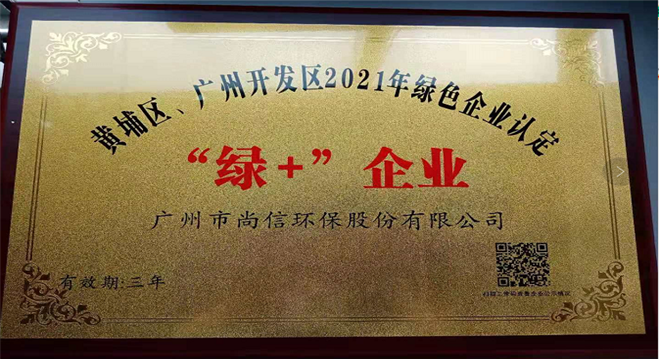 黄埔区、广州开发区2021年绿色企业认定
“绿+”企业
广州市尚信环保股份有限公司
有效期:三年